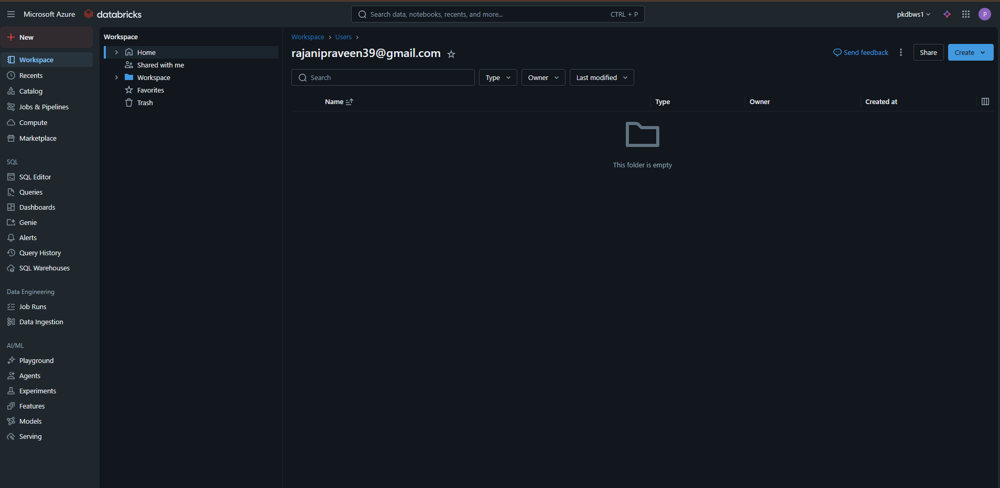 Microsoft Azure databricks
Search data, notebooks, recents, and more... CTRL + P
pkdbws1
P
New
Workspace
Recents
Catalog
Jobs & Pipelines
Compute
Marketplace
SQL
SQL Editor
Queries
Dashboards
Genie
Alerts
Query History
SQL Warehouses
Data Engineering
Job Runs
Data Ingestion
AI/ML
Playground
Agents
Experiments
Features
Models
Serving
Workspace
Home
Shared with me
Workspace
Favorites
Trash
Workspace > Users >
rajanipraveen39@gmail.com
Send feedback
Share
Create
Search
Type
Owner
Last modified
Name Type Owner Created at
This folder is empty